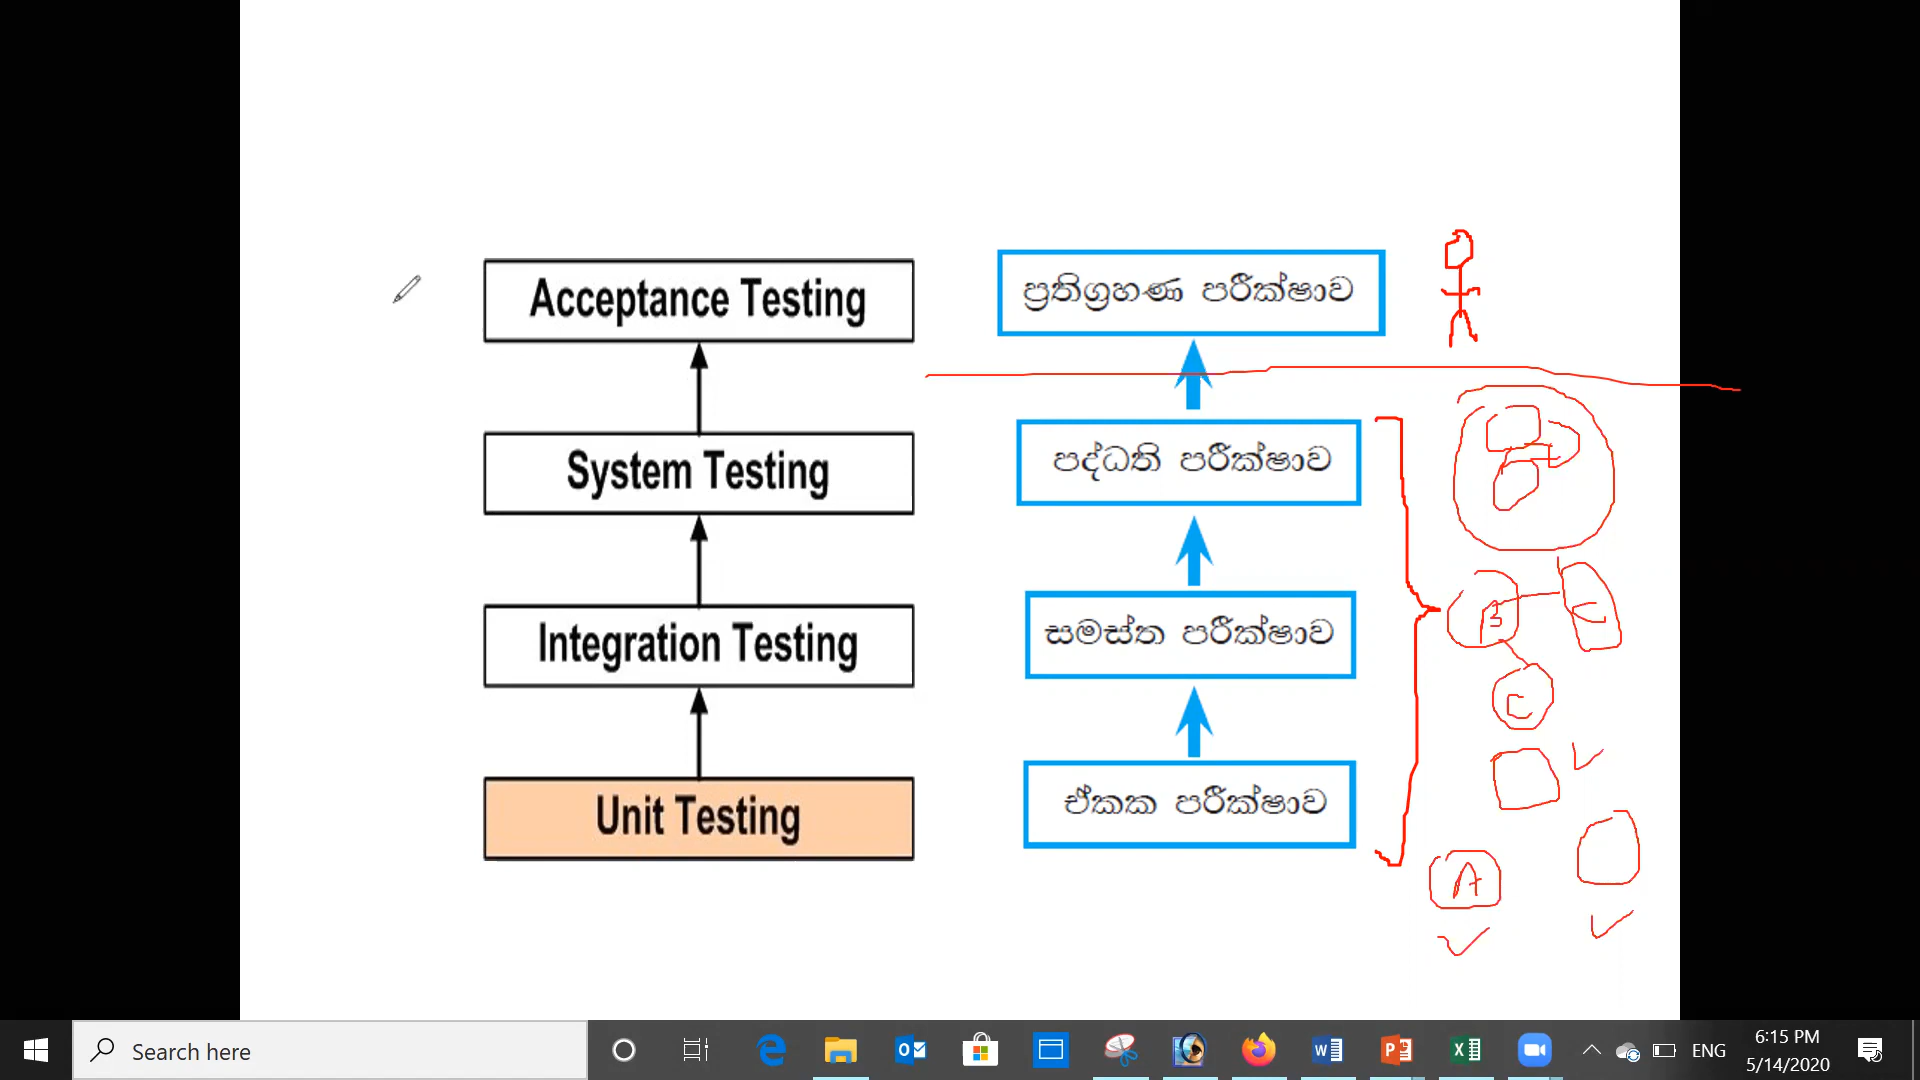 Acceptance Testing
ප්‍රතිග්‍රහණ පරීක්ෂාව
System Testing
පද්ධති පරීක්ෂාව
Integration Testing
සමස්ත පරීක්ෂාව
B
C
Unit Testing
ඒකක පරීක්ෂාව
A
Search here
ENG
6:15 PM
5/14/2020